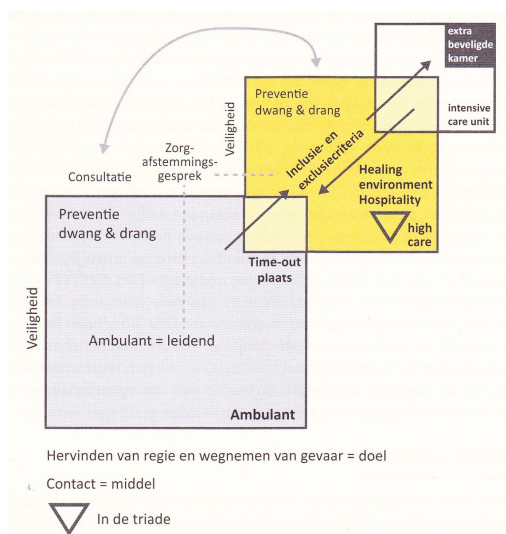 extra
beveligde
kamer
intensive
care unit
Preventie
dwang & drang
Veiligheid
Inclusie- en
exclusiecriteria
Healing
environment
Hospitality
high
care
Zorg-
afstemmings-
gesprek
Consultatie
Preventie
dwang & drang
Time-out
plaats
Veiligheid
Ambulant = leidend
Ambulant
Hervinden van regie en wegnemen van gevaar = doel
Contact = middel
In de triade